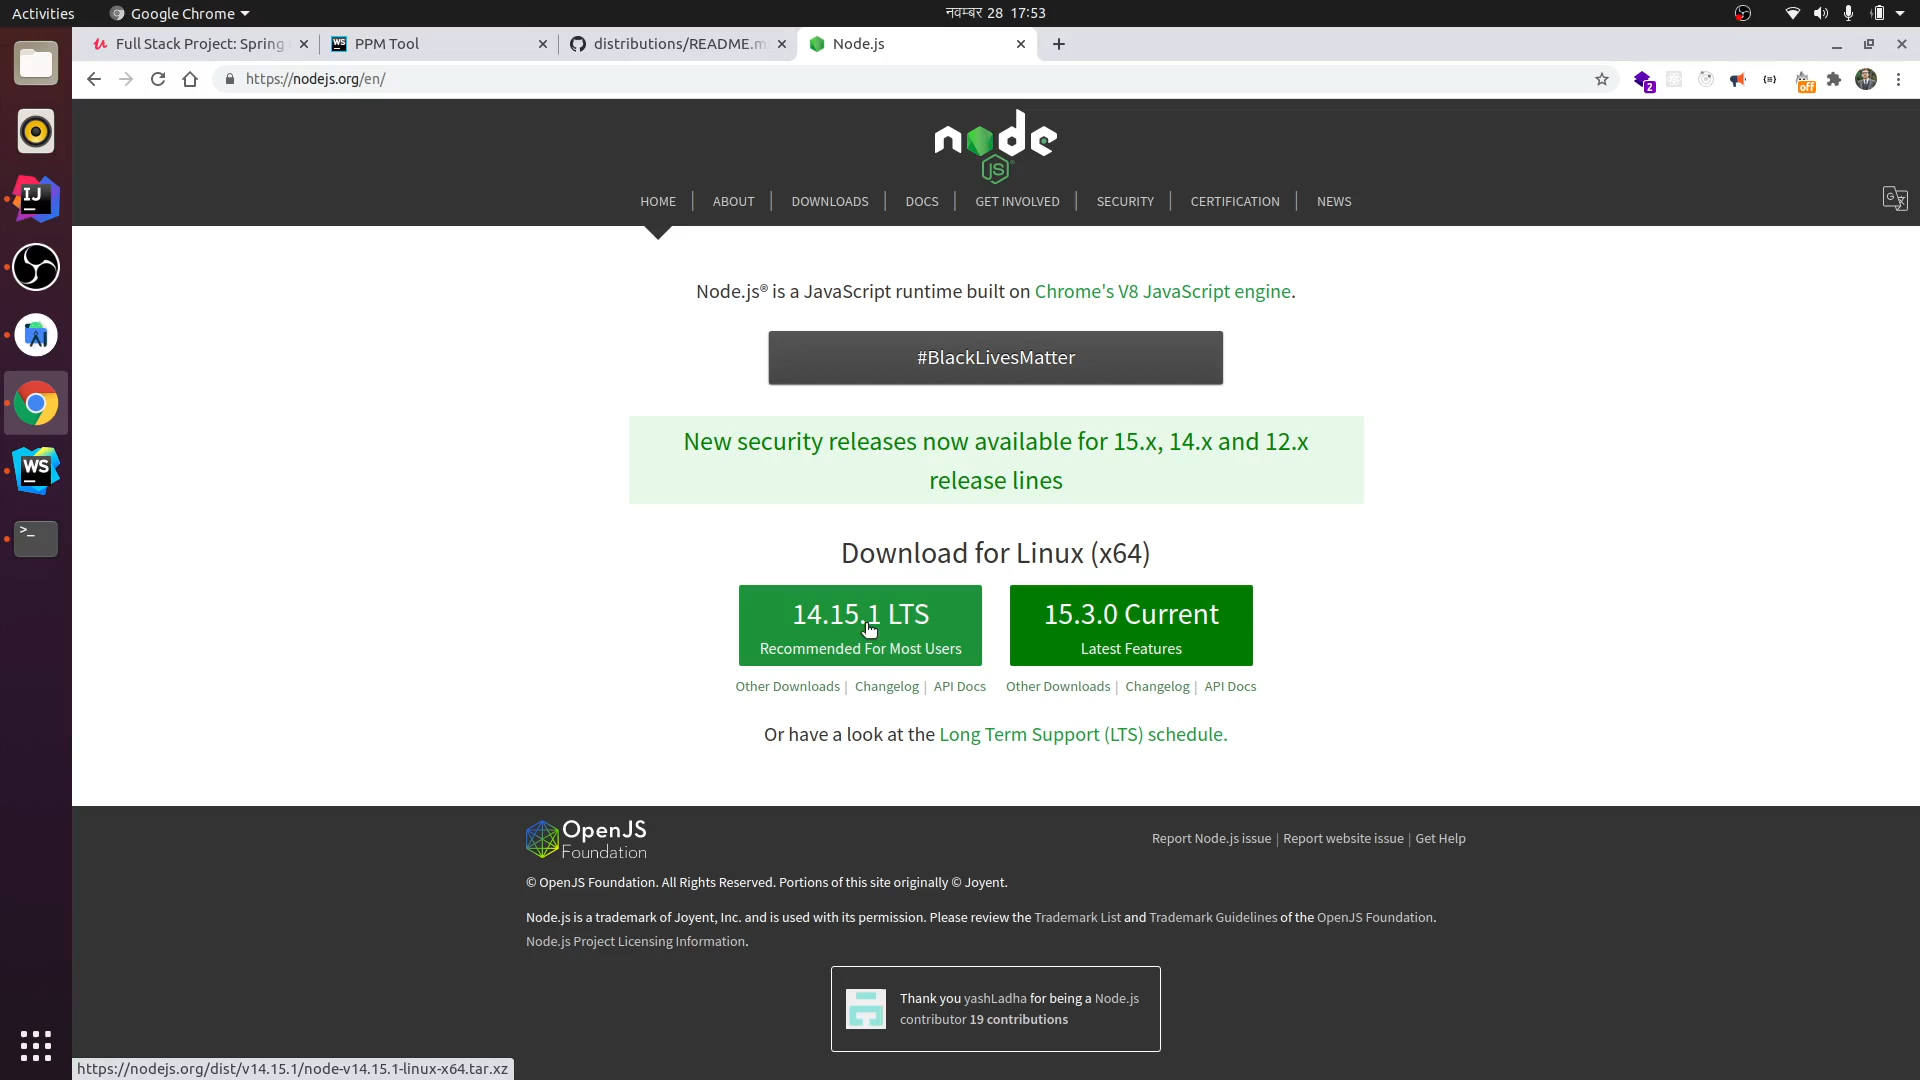 Activities
Google Chrome
नवम्बर 28 17:53
Full Stack Project: Spring
PPM Tool
distributions/README.m
Node.js
https://nodejs.org/en/
2
off
node
JS
HOME
ABOUT
DOWNLOADS
DOCS
GET INVOLVED
SECURITY
CERTIFICATION
NEWS
Node.js® is a JavaScript runtime built on Chrome's V8 JavaScript engine.
#BlackLivesMatter
New security releases now available for 15.x, 14.x and 12.x
release lines
Download for Linux (x64)
14.15.1 LTS
Recommended For Most Users
15.3.0 Current
Latest Features
Other Downloads | Changelog | API Docs
Other Downloads | Changelog | API Docs
Or have a look at the Long Term Support (LTS) schedule.
OpenJS
Foundation
Report Node.js issue | Report website issue | Get Help
© OpenJS Foundation. All Rights Reserved. Portions of this site originally © Joyent.
Node.js is a trademark of Joyent, Inc. and is used with its permission. Please review the Trademark List and Trademark Guidelines of the OpenJS Foundation.
Node.js Project Licensing Information.
Thank you yashLadha for being a Node.js
contributor 19 contributions
https://nodejs.org/dist/v14.15.1/node-v14.15.1-linux-x64.tar.xz
IJ
WS